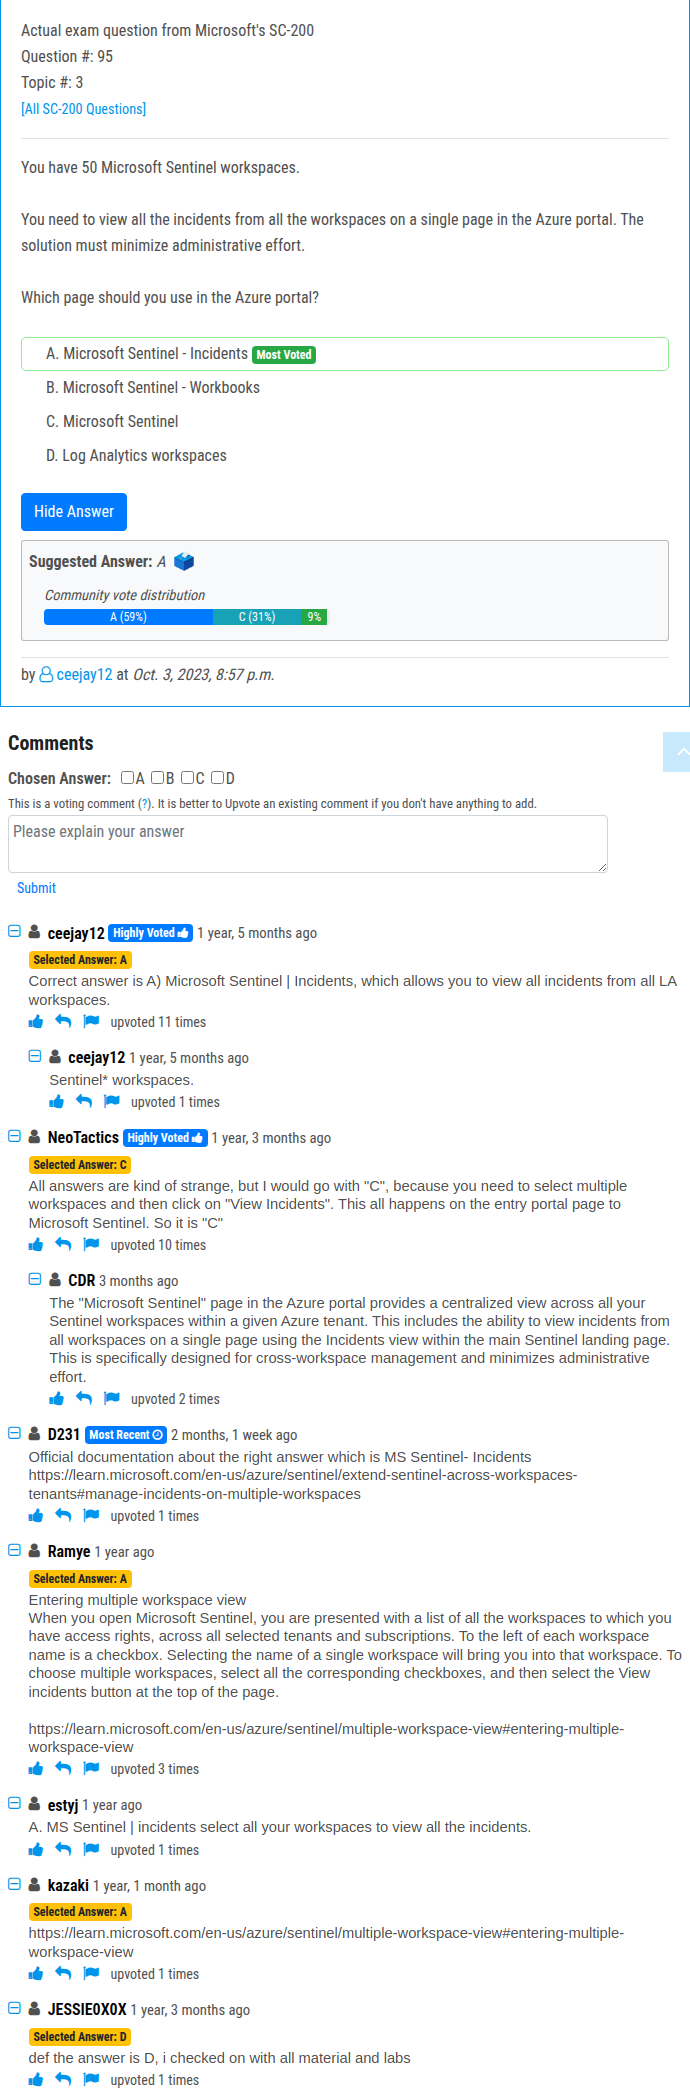 Actual exam question from Microsoft's SC-200
Question #: 95
Topic #: 3
[All SC-200 Questions]
You have 50 Microsoft Sentinel workspaces.
You need to view all the incidents from all the workspaces on a single page in the Azure portal. The
solution must minimize administrative effort.
Which page should you use in the Azure portal?
A. Microsoft Sentinel - Incidents Most Voted
B. Microsoft Sentinel - Workbooks
C. Microsoft Sentinel
D. Log Analytics workspaces
Hide Answer
Suggested Answer: A
Community vote distribution
A (59%) C (31%) 9%
by ceejay12 at Oct. 3, 2023, 8:57 p.m.
Comments
Chosen Answer: A B C D
This is a voting comment (?). It is better to Upvote an existing comment if you don't have anything to add.
Please explain your answer
Submit
ceejay12 Highly Voted 1 year, 5 months ago
Selected Answer: A
Correct answer is A) Microsoft Sentinel | Incidents, which allows you to view all incidents from all LA
workspaces.
upvoted 11 times
ceejay12 1 year, 5 months ago
Sentinel* workspaces.
upvoted 1 times
NeoTactics Highly Voted 1 year, 3 months ago
Selected Answer: C
All answers are kind of strange, but I would go with "C", because you need to select multiple
workspaces and then click on "View Incidents". This all happens on the entry portal page to
Microsoft Sentinel. So it is "C"
upvoted 10 times
CDR 3 months ago
The "Microsoft Sentinel" page in the Azure portal provides a centralized view across all your
Sentinel workspaces within a given Azure tenant. This includes the ability to view incidents from
all workspaces on a single page using the Incidents view within the main Sentinel landing page.
This is specifically designed for cross-workspace management and minimizes administrative
effort.
upvoted 2 times
D231 Most Recent 2 months, 1 week ago
Official documentation about the right answer which is MS Sentinel- Incidents
https://learn.microsoft.com/en-us/azure/sentinel/extend-sentinel-across-workspaces-
tenants#manage-incidents-on-multiple-workspaces
upvoted 1 times
Ramye 1 year ago
Selected Answer: A
Entering multiple workspace view
When you open Microsoft Sentinel, you are presented with a list of all the workspaces to which you
have access rights, across all selected tenants and subscriptions. To the left of each workspace
name is a checkbox. Selecting the name of a single workspace will bring you into that workspace. To
choose multiple workspaces, select all the corresponding checkboxes, and then select the View
incidents button at the top of the page.
https://learn.microsoft.com/en-us/azure/sentinel/multiple-workspace-view#entering-multiple-
workspace-view
upvoted 3 times
estyj 1 year ago
A. MS Sentinel | incidents select all your workspaces to view all the incidents.
upvoted 1 times
kazaki 1 year, 1 month ago
Selected Answer: A
https://learn.microsoft.com/en-us/azure/sentinel/multiple-workspace-view#entering-multiple-
workspace-view
upvoted 1 times
JESSIE0X0X 1 year, 3 months ago
Selected Answer: D
def the answer is D, i checked on with all material and labs
upvoted 1 times